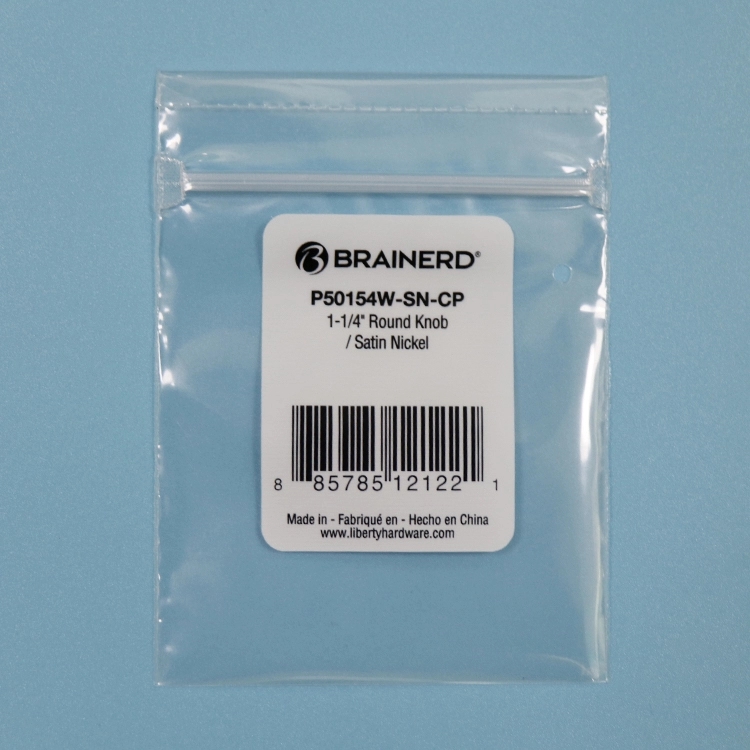 BRAINERD®
P50154W-SN-CP
1-1/4" Round Knob
/ Satin Nickel
8 85785 12122 1
Made in - Fabriqué en - Hecho en China
www.libertyhardware.com